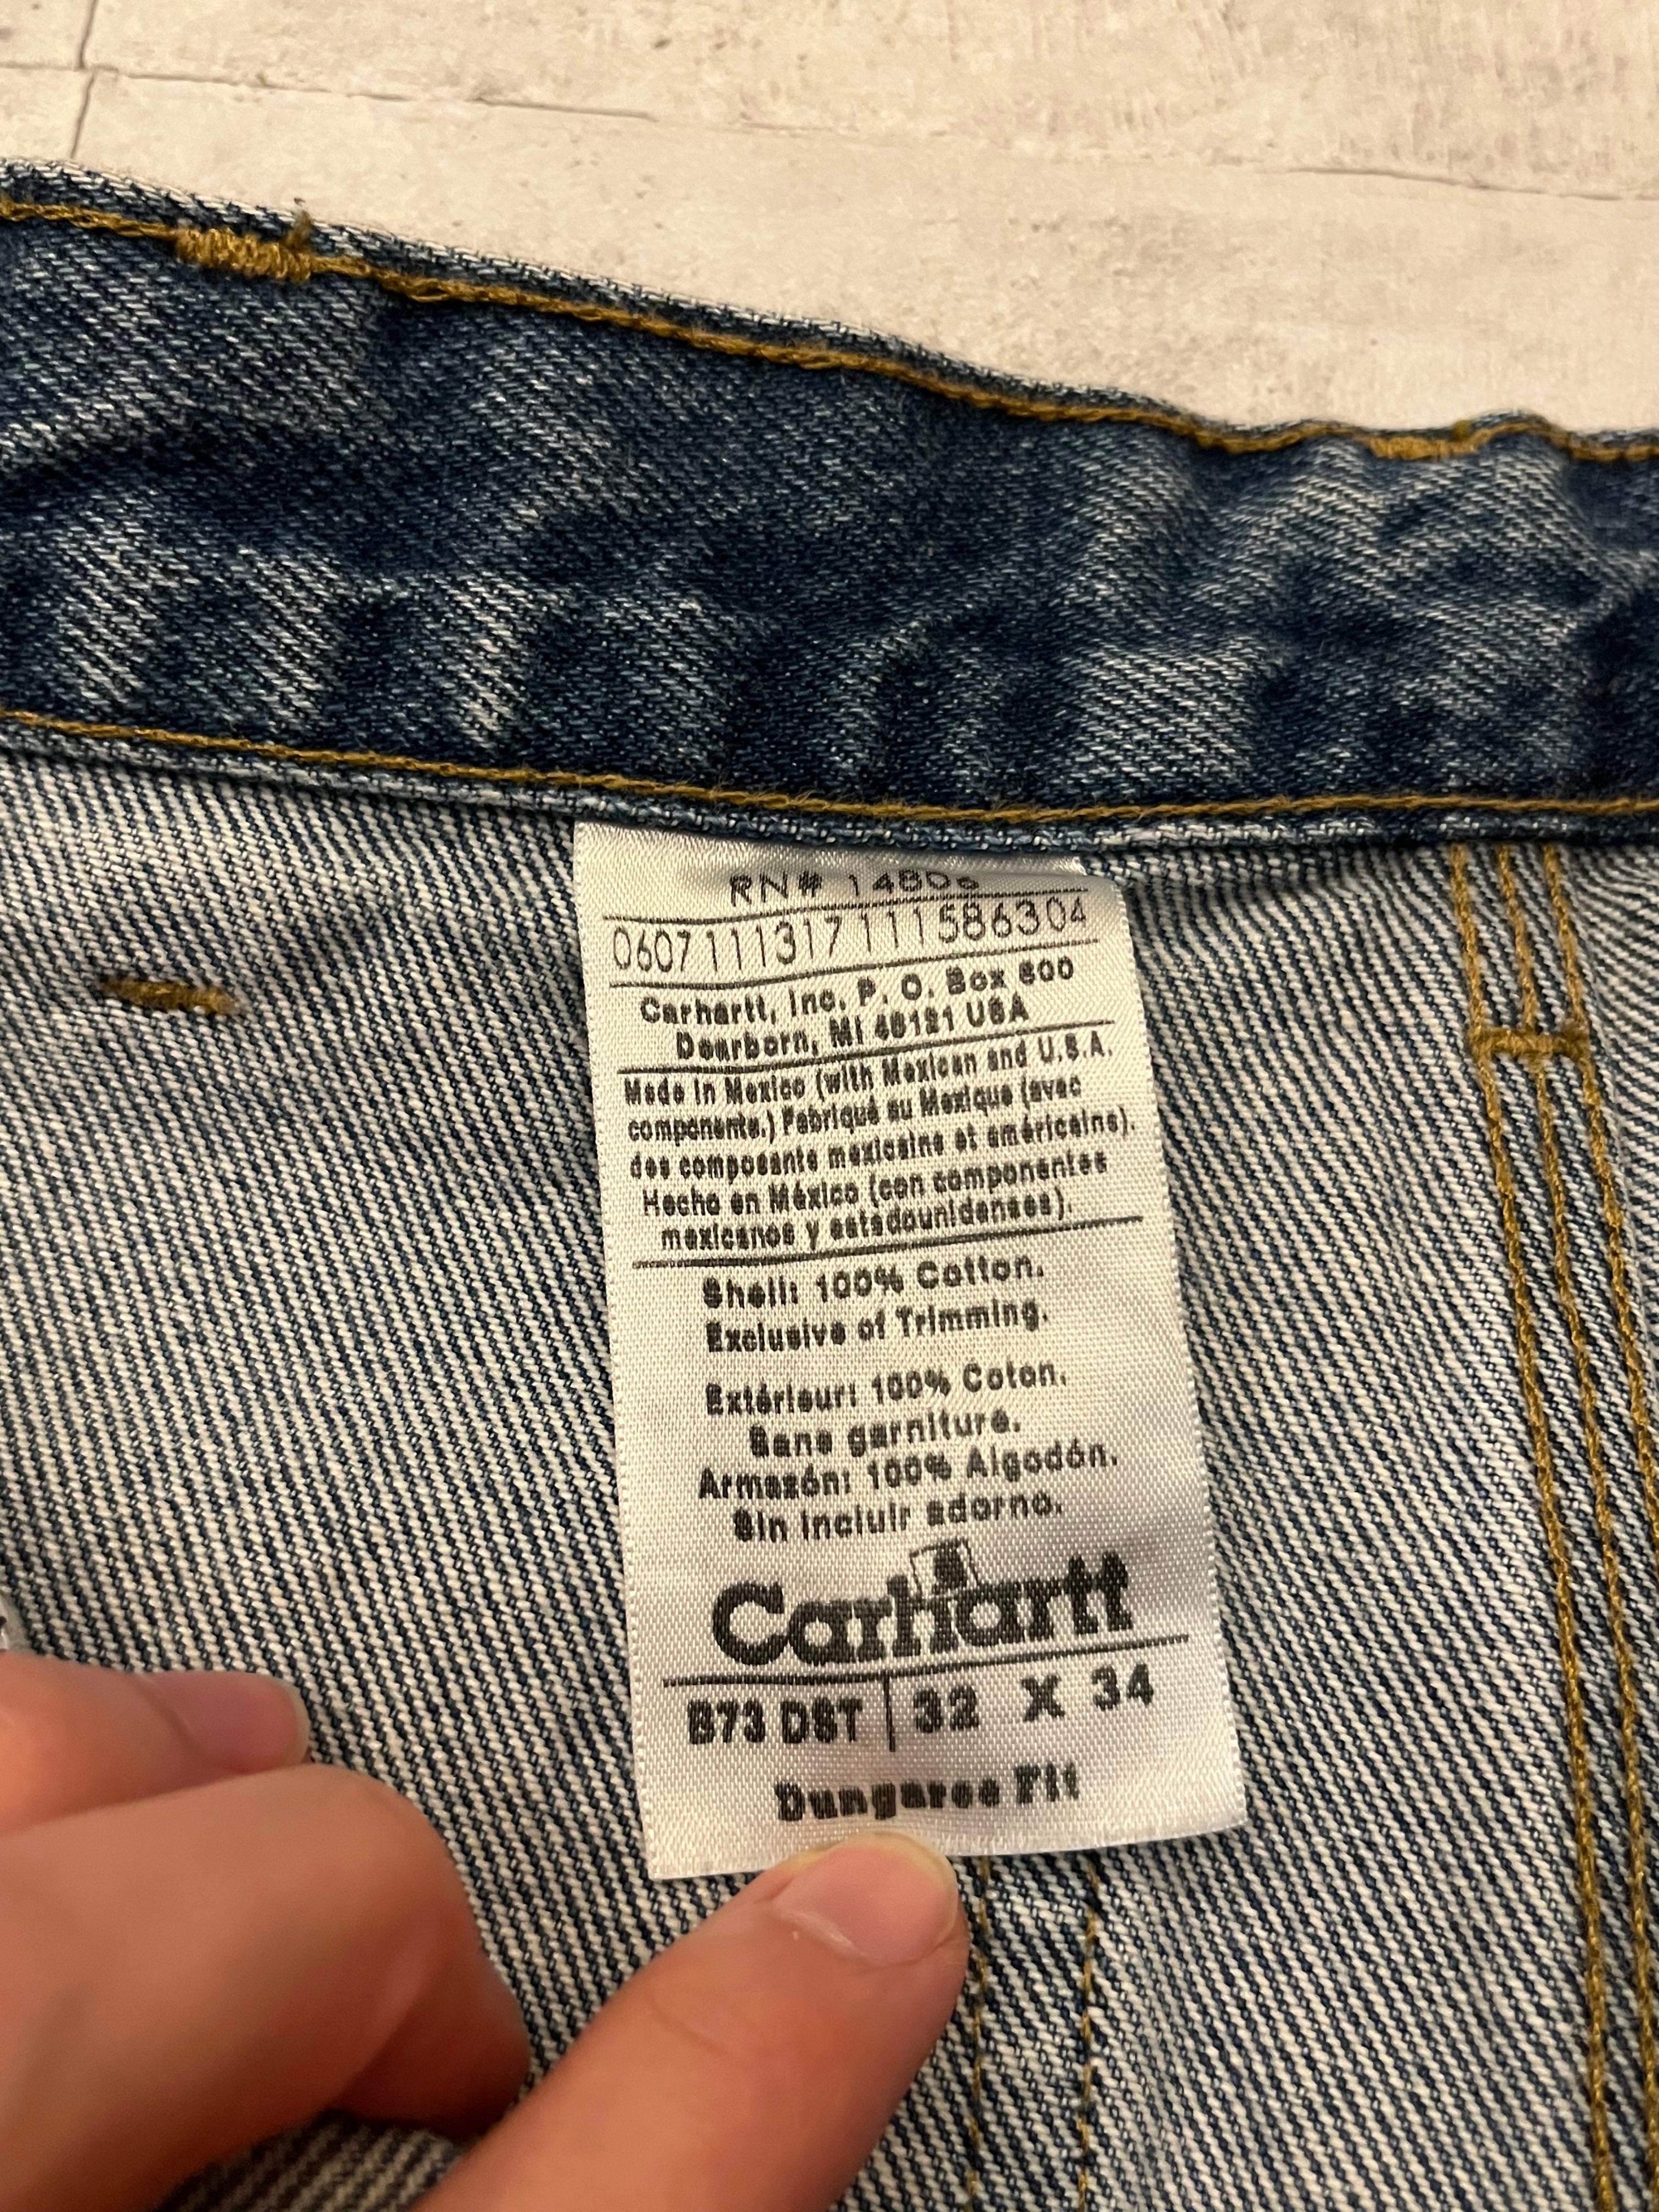 RN# 14806
0607111317111586304
Carhartt, Inc. P. O. Box 600
Dearborn, MI 48121 USA
Made in Mexico (with Mexican and U.S.A.
components.) Fabriqué au Mexique (avec
des composants mexicains et américains).
Hecho en México (con componentes
mexicanos y estadounidenses).
Shell: 100% Cotton.
Exclusive of Trimming.
Extérieur: 100% Coton.
Sans garniture.
Armazón: 100% Algodón.
Sin incluir adorno.
Carhartt
B73 DST | 32 X 34
Dungaree Fit